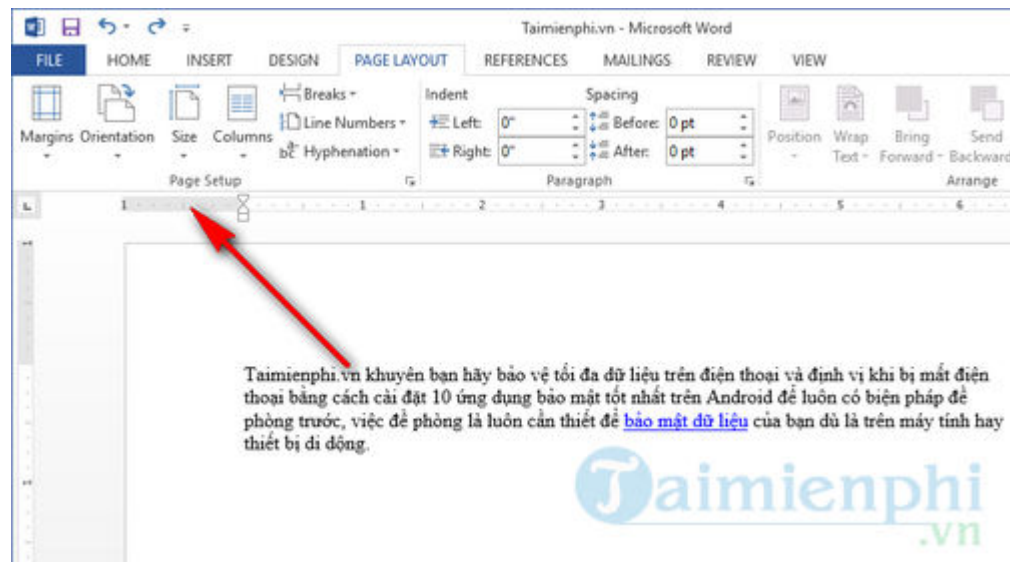 Taimienphi.vn - Microsoft Word
FILE HOME INSERT DESIGN PAGE LAYOUT REFERENCES MAILINGS REVIEW VIEW
Breaks Indent Spacing
Line Numbers Left: 0" Before: 0 pt
Margins Orientation Size Columns Position Wrap Text Bring Forward Send Backward
Hyphenation Right: 0" After: 0 pt
Page Setup Paragraph Arrange
1 1 2 3 4 5 6
Taimienphi.vn khuyên bạn hãy bảo vệ tối đa dữ liệu trên điện thoại và định vị khi bị mất điện
thoại bằng cách cài đặt 10 ứng dụng bảo mật tốt nhất trên Android để luôn có biện pháp đề
phòng trước, việc đề phòng là luôn cần thiết để bảo mật dữ liệu của bạn dù là trên máy tính hay
thiết bị di động.
Taimienphi
.vn